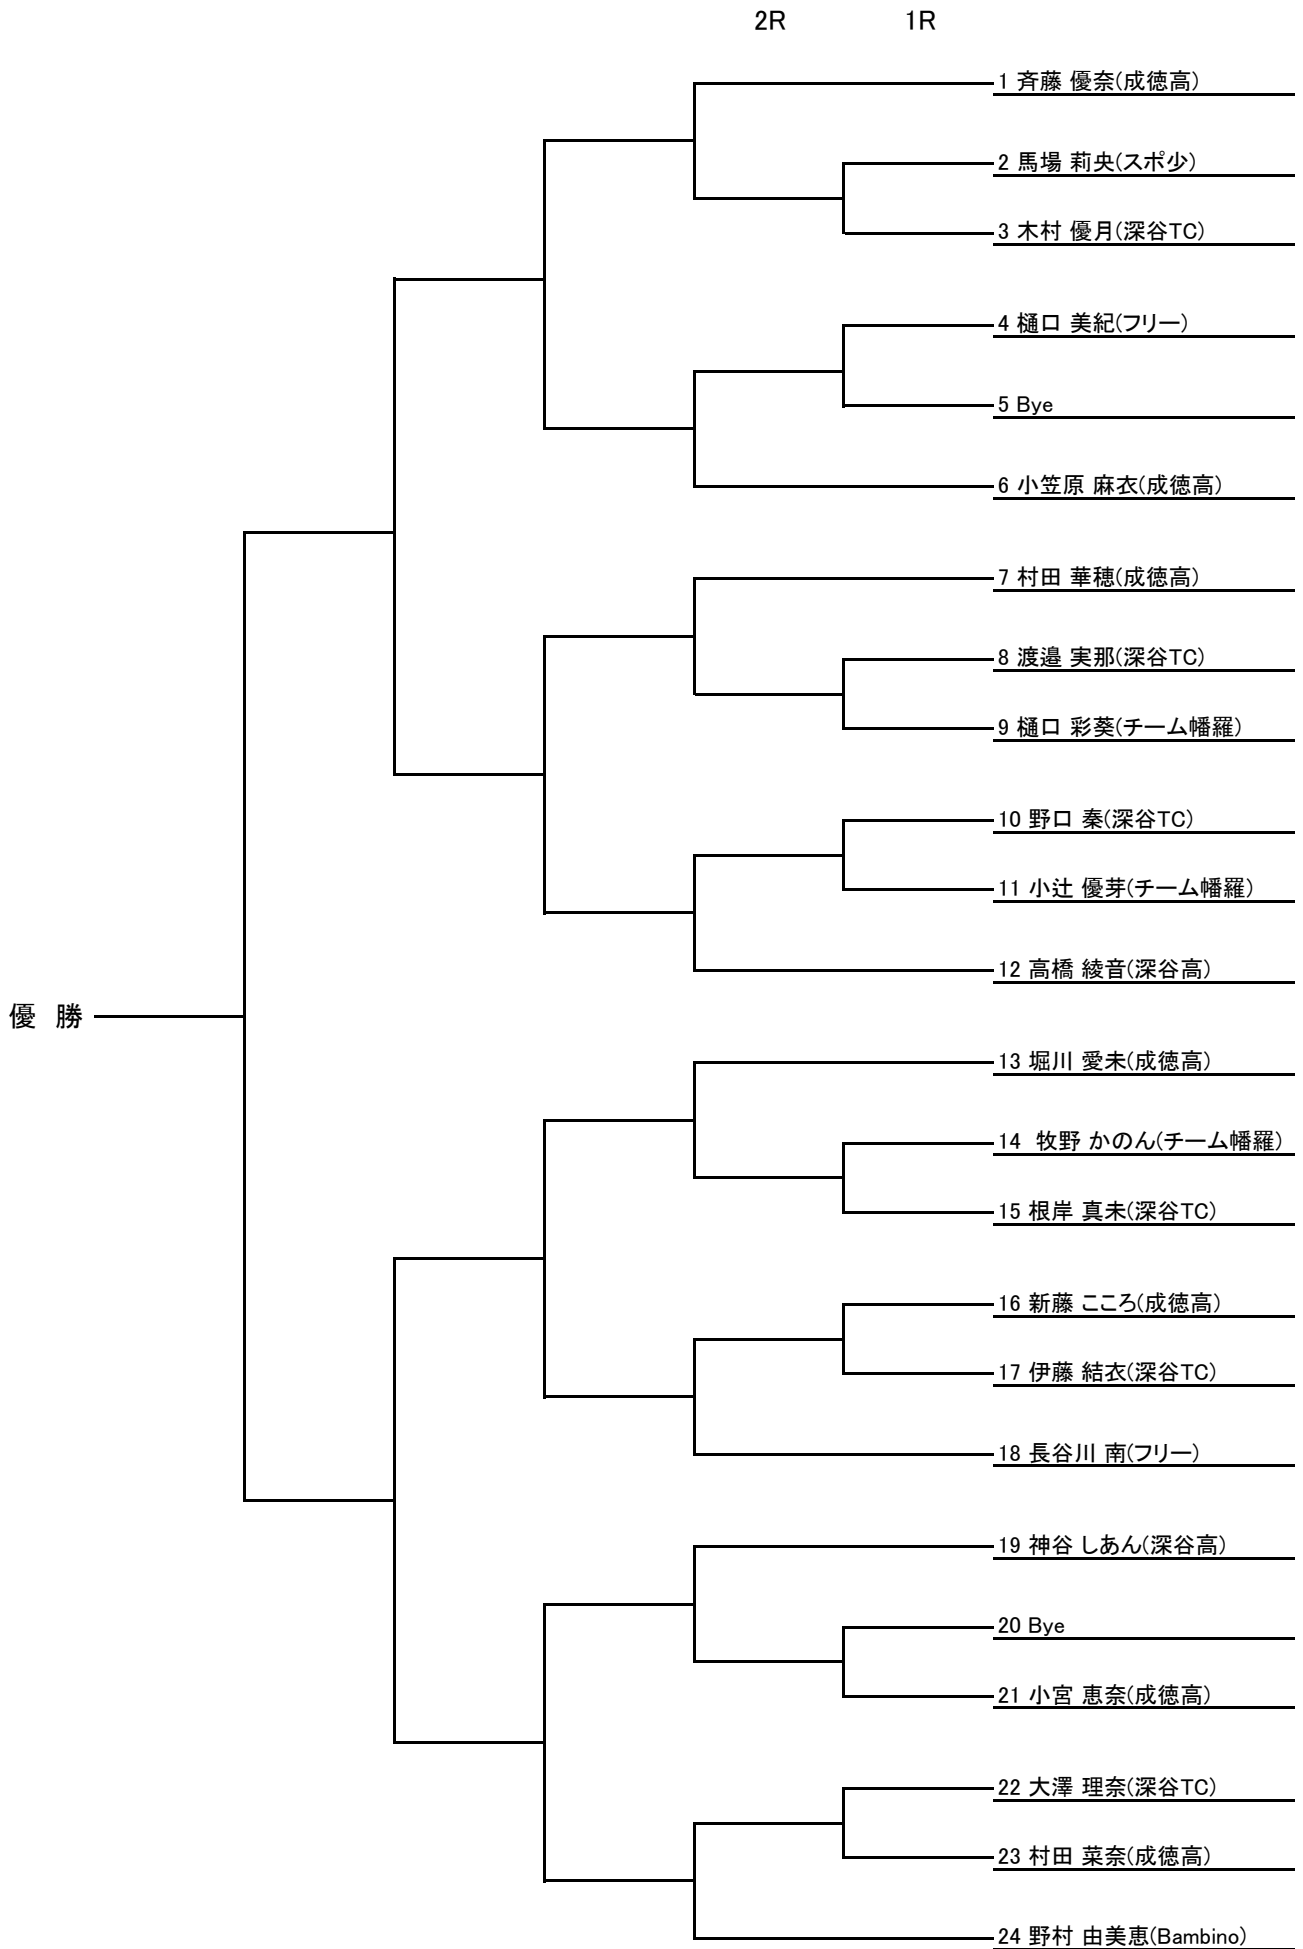 2R 1R
1 斉藤 優奈(成徳高)
2 馬場 莉央(スポ少)
3 木村 優月(深谷TC)
4 樋口 美紀(フリー)
5 Bye
6 小笠原 麻衣(成徳高)
7 村田 華穂(成徳高)
8 渡邉 実那(深谷TC)
9 樋口 彩葵(チーム幡羅)
10 野口 秦(深谷TC)
11 小辻 優芽(チーム幡羅)
12 高橋 綾音(深谷高)
優 勝
13 堀川 愛未(成徳高)
14 牧野 かのん(チーム幡羅)
15 根岸 真未(深谷TC)
16 新藤 こころ(成徳高)
17 伊藤 結衣(深谷TC)
18 長谷川 南(フリー)
19 神谷 しあん(深谷高)
20 Bye
21 小宮 恵奈(成徳高)
22 大澤 理奈(深谷TC)
23 村田 菜奈(成徳高)
24 野村 由美恵(Bambino)